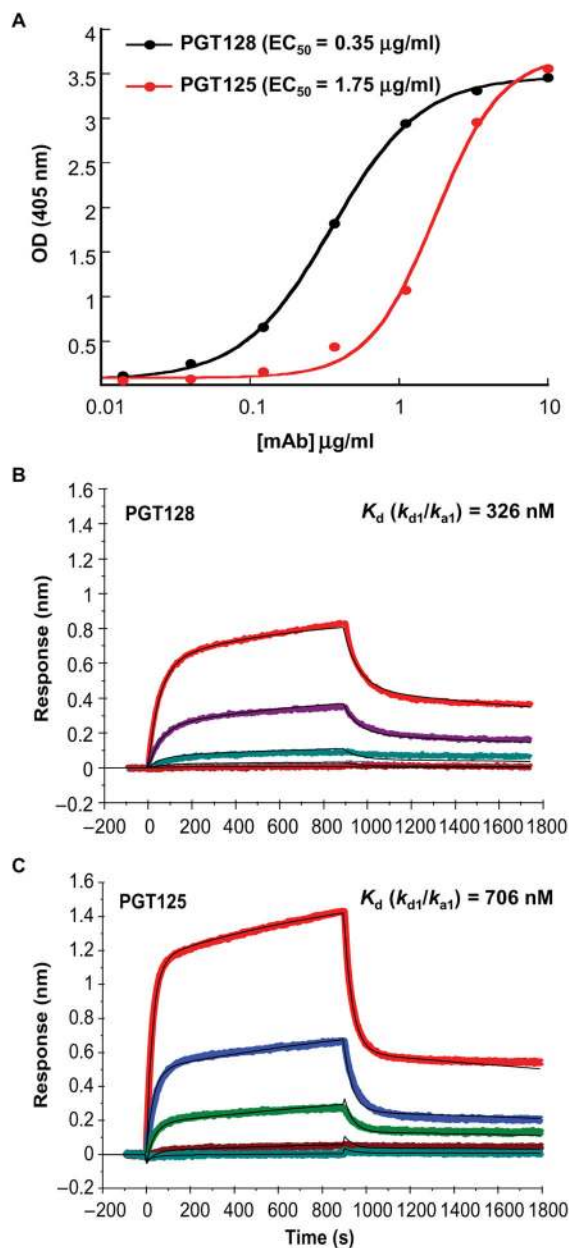 A
PGT128 (EC50 = 0.35 μg/ml)
PGT125 (EC50 = 1.75 μg/ml)
4
3.5
3
2.5
2
1.5
1
0.5
OD (405 nm)
0.01 0.1 1 10
[mAb] μg/ml
B
PGT128
Kd (kd1/ka1) = 326 nM
1.6
1.4
1.2
1
0.8
0.6
0.4
0.2
0
−0.2
Response (nm)
−200 0 200 400 600 800 1000 1200 1400 1600 1800
C
PGT125
Kd (kd1/ka1) = 706 nM
1.6
1.4
1.2
1
0.8
0.6
0.4
0.2
0
−0.2
Response (nm)
−200 0 200 400 600 800 1000 1200 1400 1600 1800
Time (s)